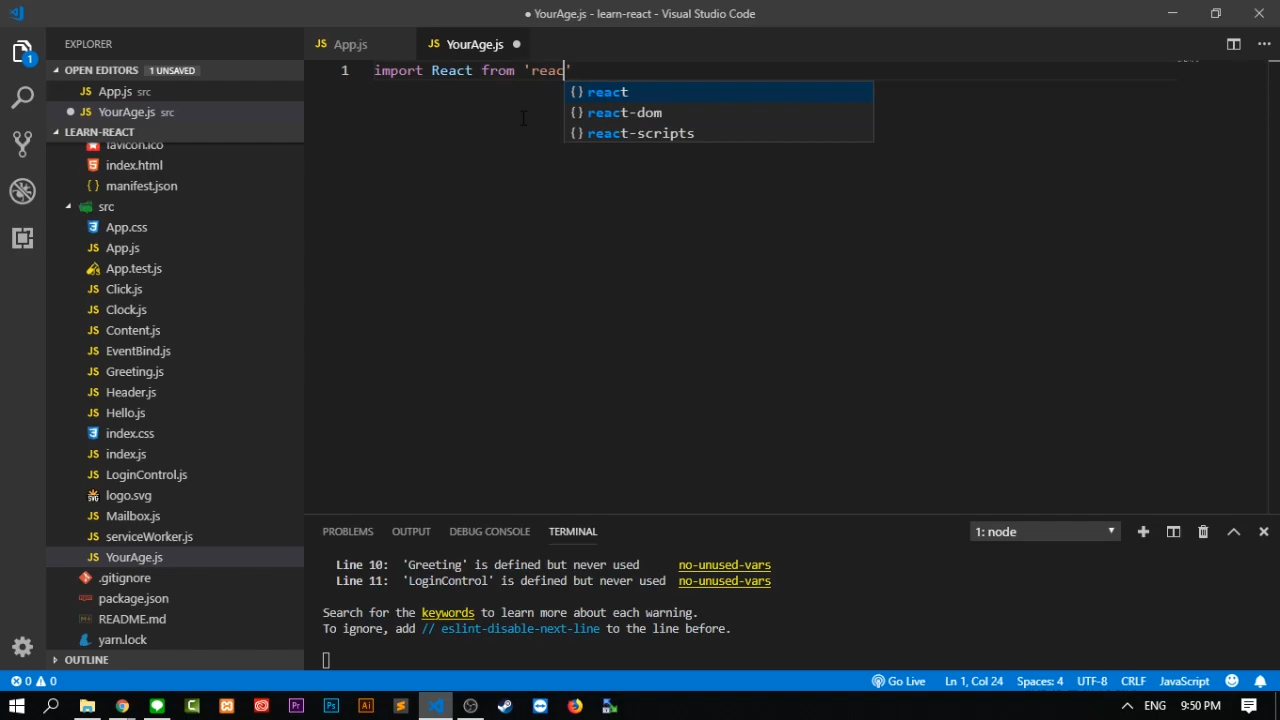 ● YourAge.js - learn-react - Visual Studio Code
EXPLORER
OPEN EDITORS 1 UNSAVED
JS App.js src
● YourAge.js src
LEARN-REACT
favicon.ico
index.html
{ } manifest.json
src
App.css
JS App.js
App.test.js
JS Click.js
JS Clock.js
JS Content.js
JS EventBind.js
JS Greeting.js
JS Header.js
JS Hello.js
index.css
JS index.js
JS LoginControl.js
logo.svg
JS Mailbox.js
JS serviceWorker.js
JS YourAge.js
.gitignore
package.json
README.md
yarn.lock
OUTLINE
JS App.js
JS YourAge.js ●
1 import React from 'reac'
{} react
{} react-dom
{} react-scripts
PROBLEMS OUTPUT DEBUG CONSOLE TERMINAL 1: node
Line 10: 'Greeting' is defined but never used no-unused-vars
Line 11: 'LoginControl' is defined but never used no-unused-vars
Search for the keywords to learn more about each warning.
To ignore, add // eslint-disable-next-line to the line before.
0 0 Go Live Ln 1, Col 24 Spaces: 4 UTF-8 CRLF JavaScript
ENG 9:50 PM